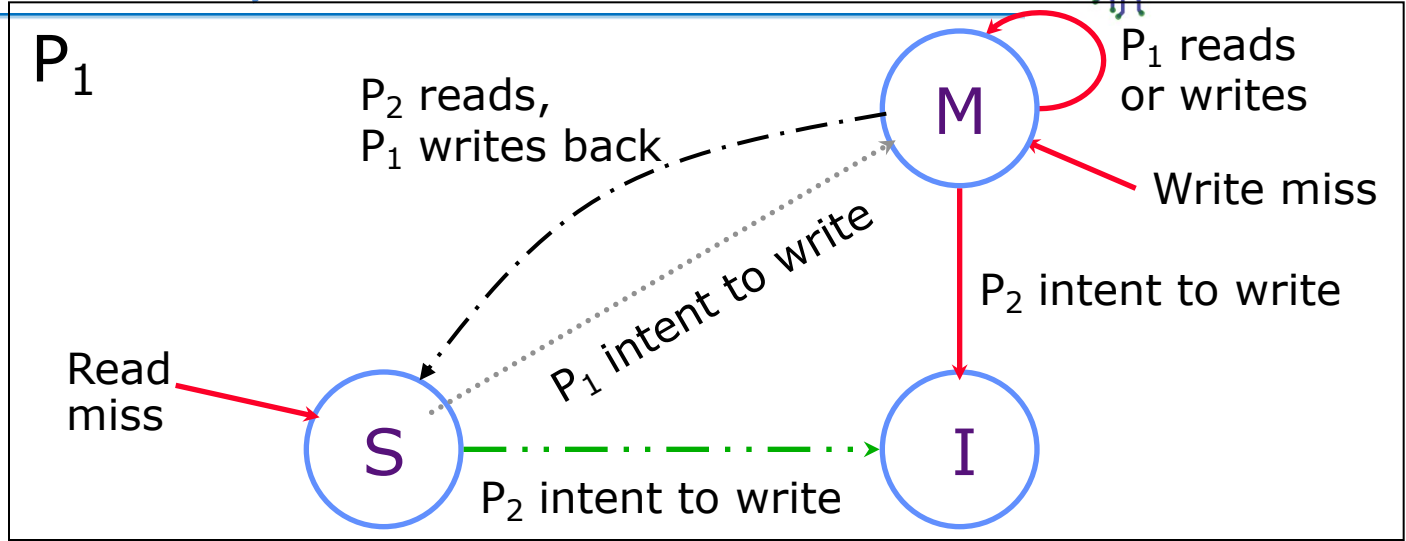 P₁
P₂ reads,
P₁ writes back
M
P₁ reads
or writes
Write miss
P₁ intent to write
P₂ intent to write
Read
miss
S
I
P₂ intent to write